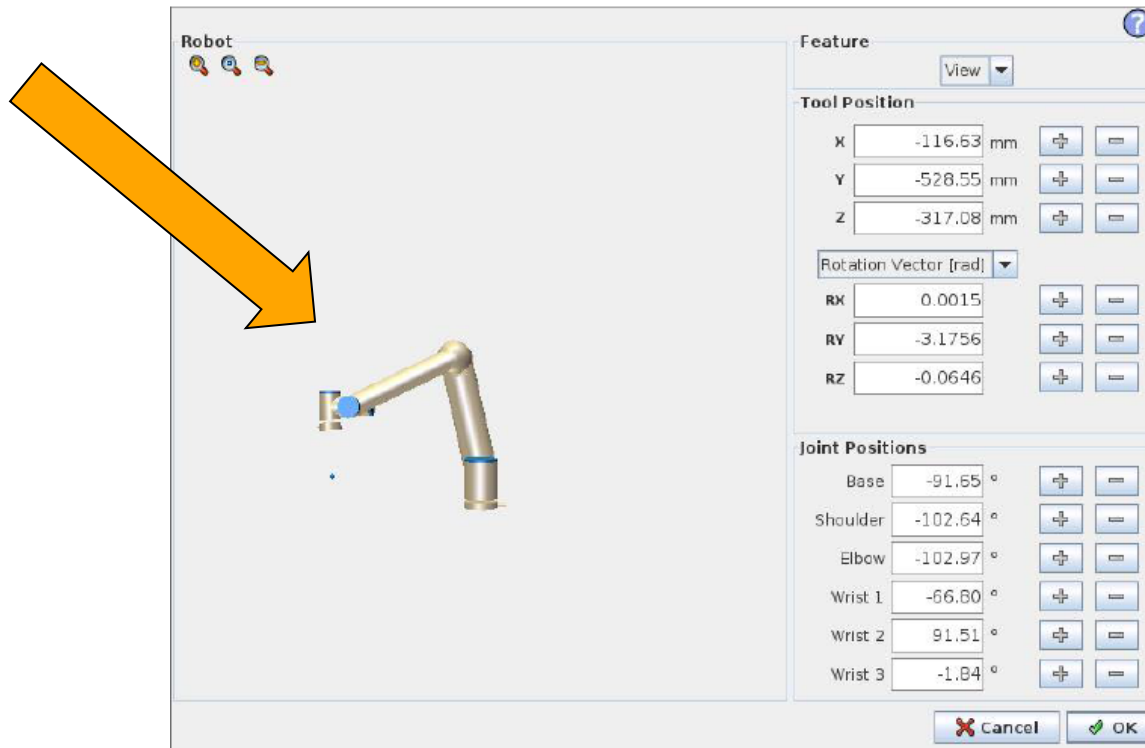 Robot
Feature
View
Tool Position
X -116.63 mm
Y -528.55 mm
Z -317.08 mm
Rotation Vector [rad]
RX 0.0015
RY -3.1756
RZ -0.0646
Joint Positions
Base -91.65 °
Shoulder -102.64 °
Elbow -102.97 °
Wrist 1 -66.80 °
Wrist 2 91.51 °
Wrist 3 -1.84 °
Cancel OK
?